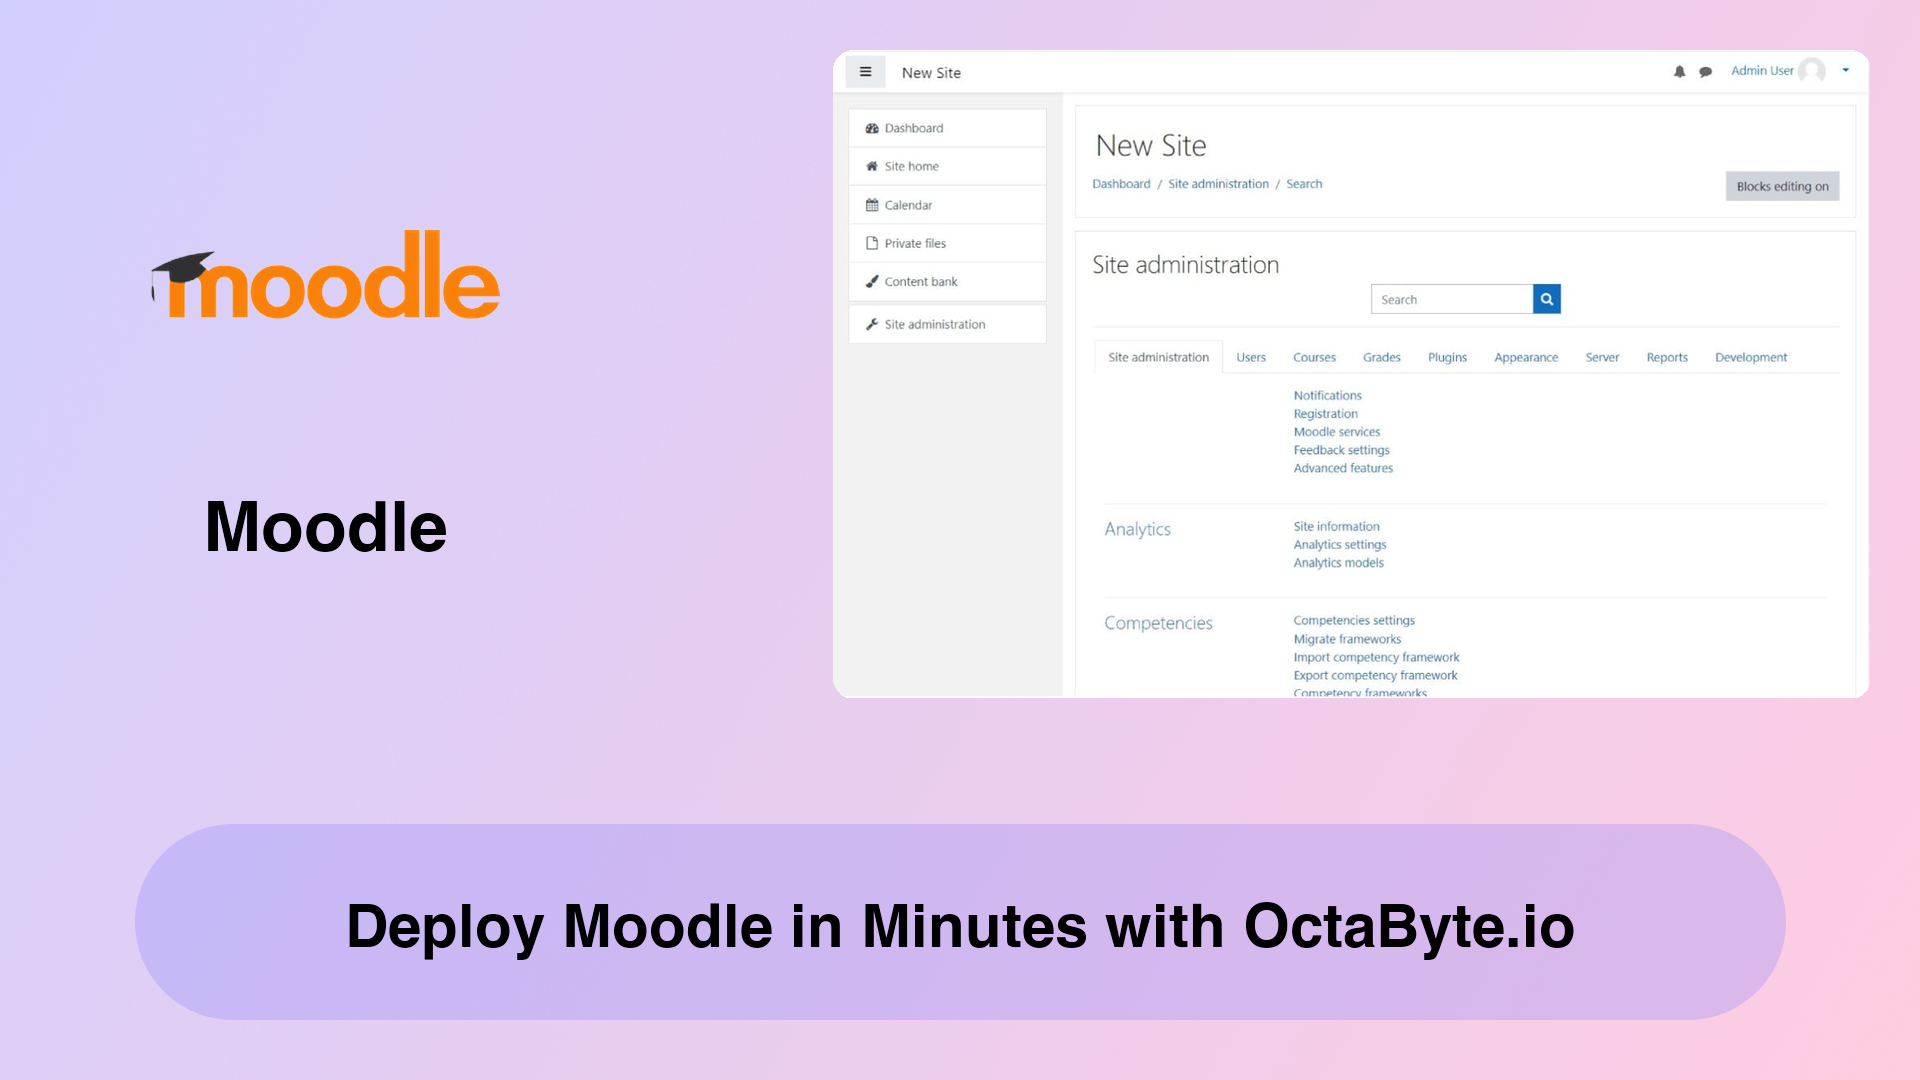 moodle
Moodle
New Site
Admin User
Dashboard
Site home
Calendar
Private files
Content bank
Site administration
New Site
Dashboard / Site administration / Search
Blocks editing on
Site administration
Search
Site administration Users Courses Grades Plugins Appearance Server Reports Development
Notifications
Registration
Moodle services
Feedback settings
Advanced features
Analytics
Site information
Analytics settings
Analytics models
Competencies
Competencies settings
Migrate frameworks
Import competency framework
Export competency framework
Competency frameworks
Deploy Moodle in Minutes with OctaByte.io